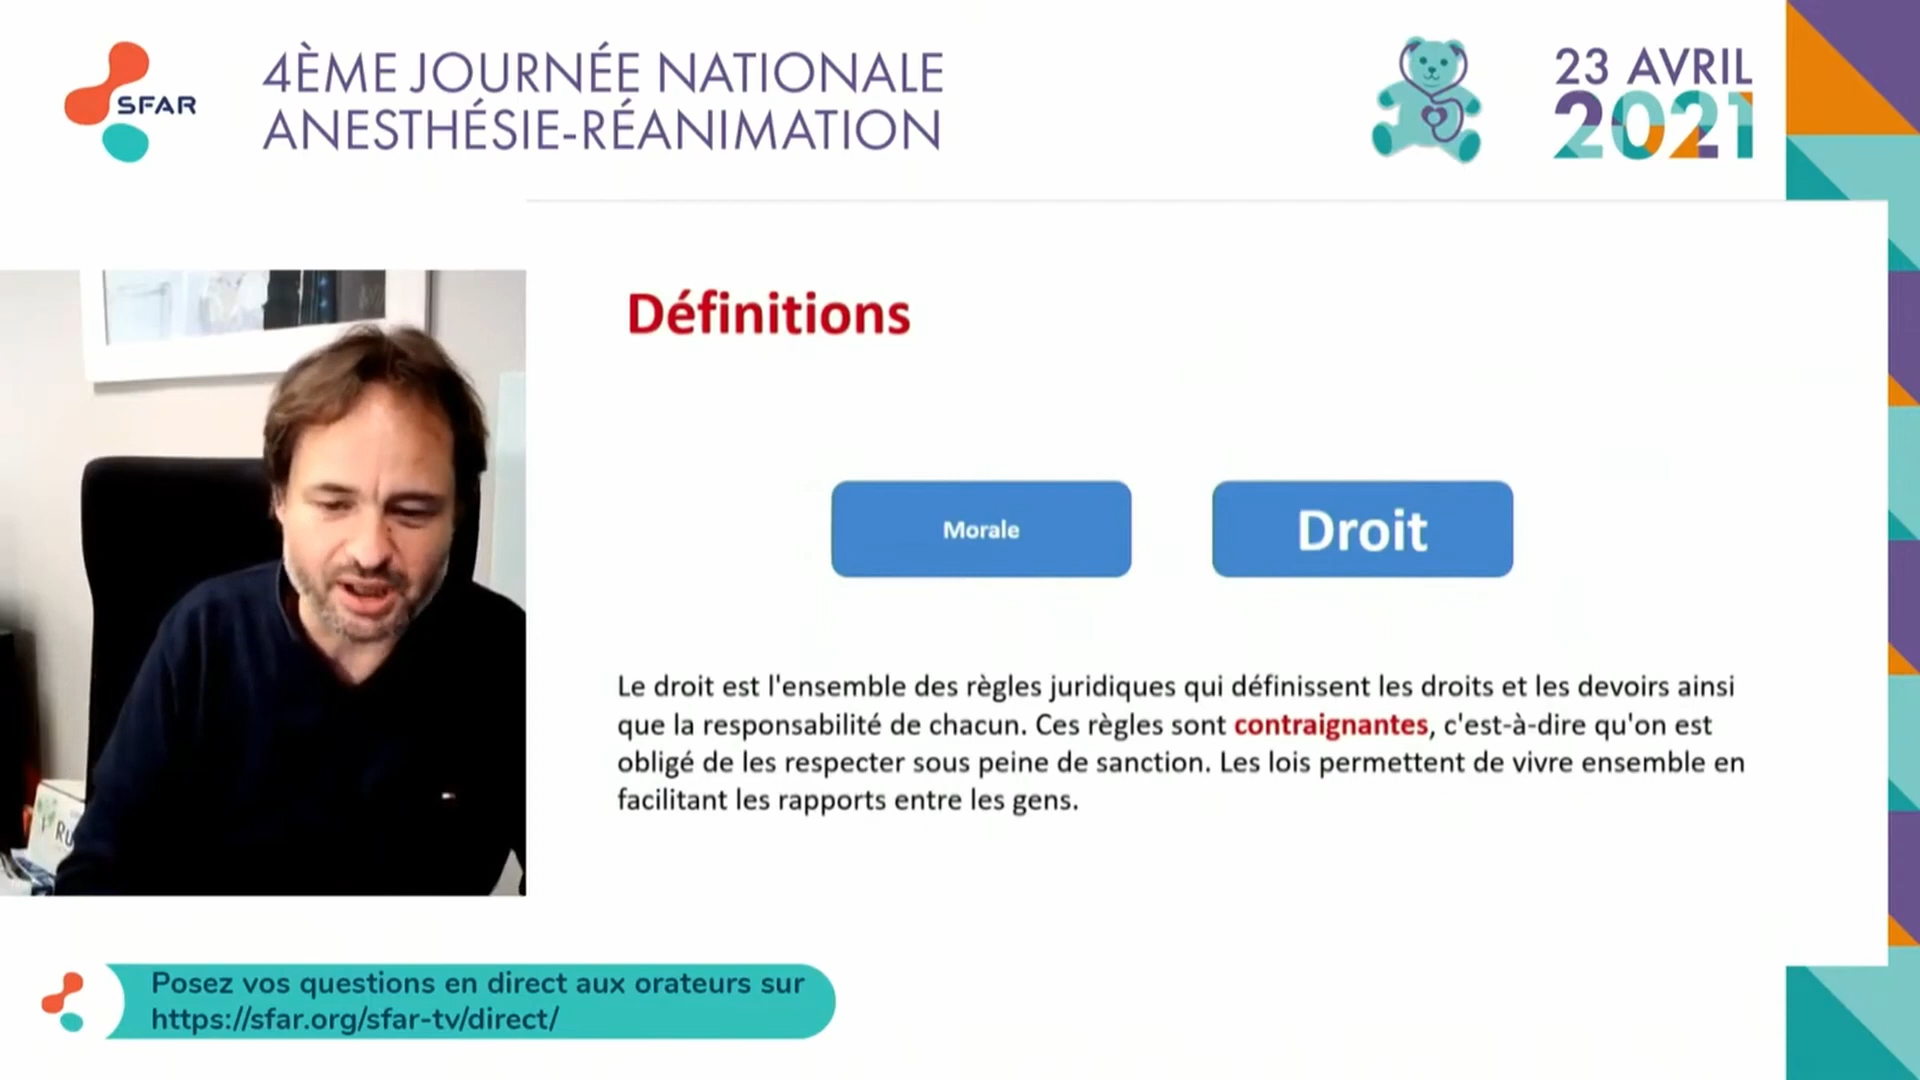 SFAR
4ÈME JOURNÉE NATIONALE
ANESTHÉSIE-RÉANIMATION
23 AVRIL
2021
Définitions
Morale
Droit
Le droit est l'ensemble des règles juridiques qui définissent les droits et les devoirs ainsi
que la responsabilité de chacun. Ces règles sont contraignantes, c'est-à-dire qu'on est
obligé de les respecter sous peine de sanction. Les lois permettent de vivre ensemble en
facilitant les rapports entre les gens.
Posez vos questions en direct aux orateurs sur
https://sfar.org/sfar-tv/direct/